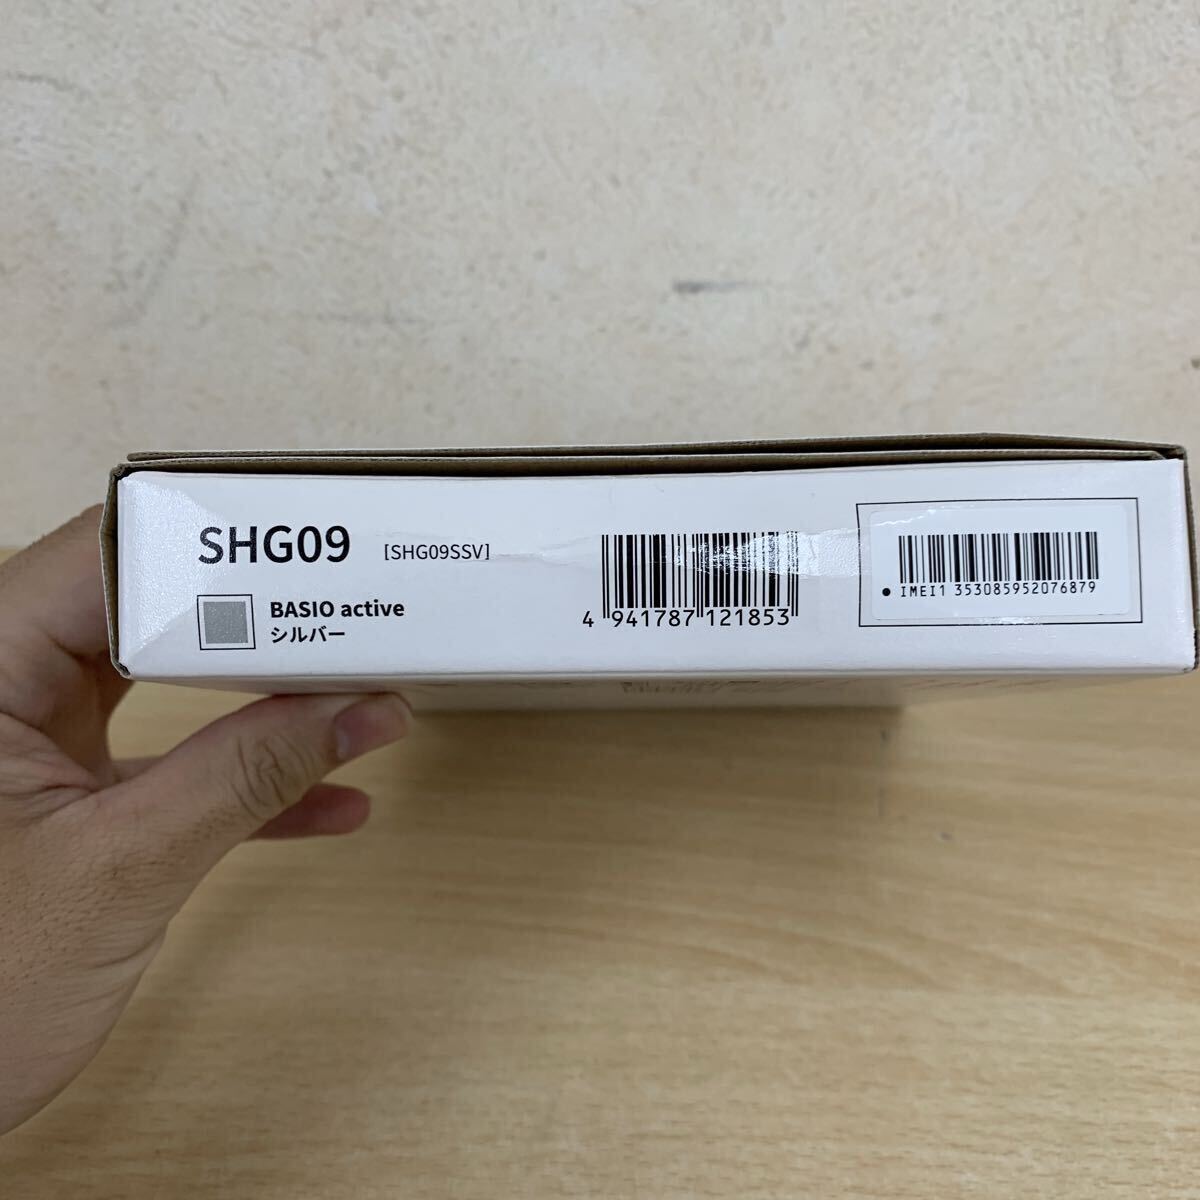 SHG09 [SHG09SSV]
BASIO active
シルバー
4 941787 121853
IMEI1 353085952076879